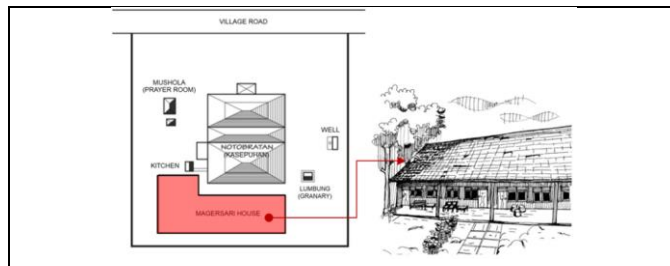 VILLAGE ROAD
MUSHOLA
(PRAYER ROOM)
NOTOBRATAN
(KASEPUHAN)
WELL
KITCHEN
LUMBUNG
(GRANARY)
MAGERSARI HOUSE